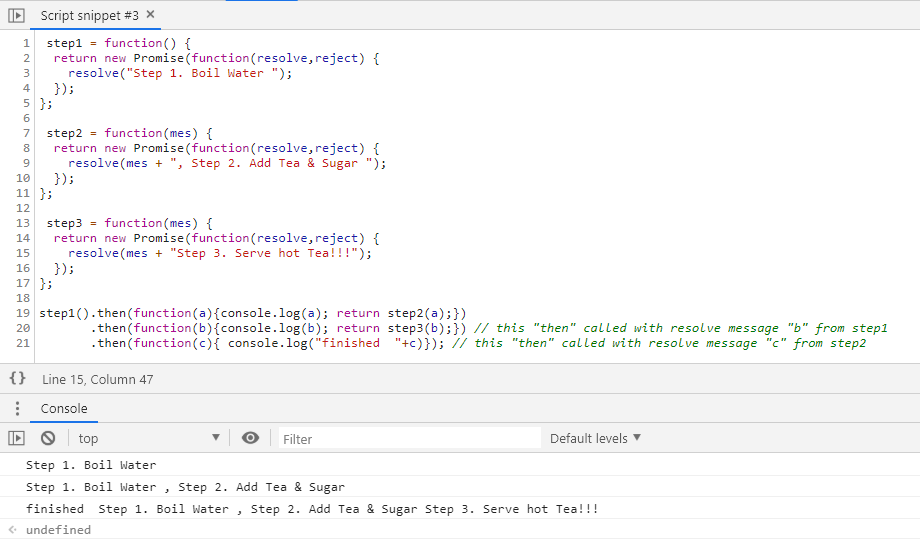 Script snippet #3 ×
1 step1 = function() {
2 return new Promise(function(resolve,reject) {
3 resolve("Step 1. Boil Water ");
4 });
5 };
6
7 step2 = function(mes) {
8 return new Promise(function(resolve,reject) {
9 resolve(mes + ", Step 2. Add Tea & Sugar ");
10 });
11 };
12
13 step3 = function(mes) {
14 return new Promise(function(resolve,reject) {
15 resolve(mes + "Step 3. Serve hot Tea!!!");
16 });
17 };
18
19 step1().then(function(a){console.log(a); return step2(a);})
20 .then(function(b){console.log(b); return step3(b);}) // this "then" called with resolve message "b" from step1
21 .then(function(c){ console.log("finished  "+c)}); // this "then" called with resolve message "c" from step2
{} Line 15, Column 47
Console
top Filter Default levels
Step 1. Boil Water
Step 1. Boil Water , Step 2. Add Tea & Sugar
finished  Step 1. Boil Water , Step 2. Add Tea & Sugar Step 3. Serve hot Tea!!!
undefined